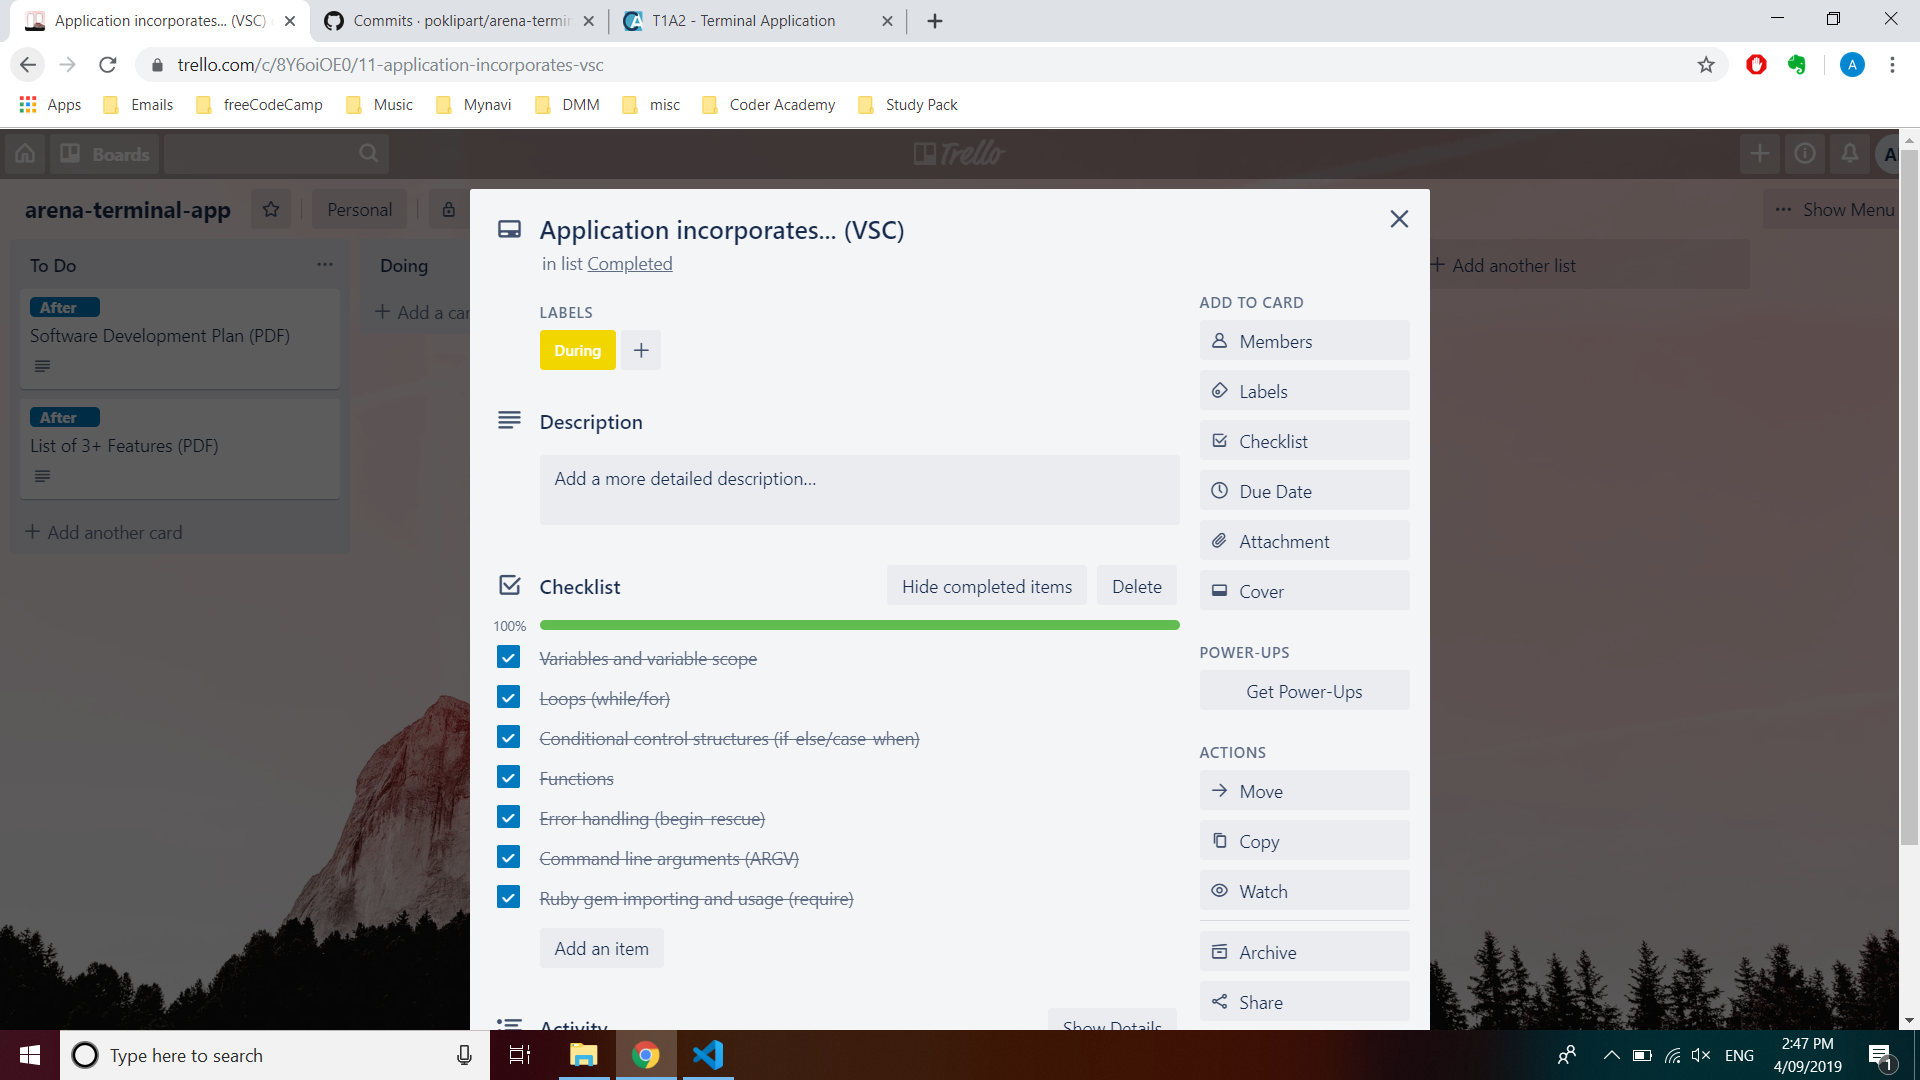 Application incorporates... (VSC)
Commits · poklipart/arena-termin
T1A2 - Terminal Application
trello.com/c/8Y6oiOE0/11-application-incorporates-vsc
A
Apps
Emails
freeCodeCamp
Music
Mynavi
DMM
misc
Coder Academy
Study Pack
Boards
Trello
A
arena-terminal-app
Personal
Show Menu
To Do
After
Software Development Plan (PDF)
After
List of 3+ Features (PDF)
Add another card
Doing
Add a car
Add another list
Application incorporates... (VSC)
in list Completed
LABELS
During
Description
Add a more detailed description...
Checklist
Hide completed items
Delete
100%
Variables and variable scope
Loops (while/for)
Conditional control structures (if-else/case-when)
Functions
Error handling (begin-rescue)
Command line arguments (ARGV)
Ruby gem importing and usage (require)
Add an item
Activity
Show Details
ADD TO CARD
Members
Labels
Checklist
Due Date
Attachment
Cover
POWER-UPS
Get Power-Ups
ACTIONS
Move
Copy
Watch
Archive
Share
Type here to search
ENG
2:47 PM
4/09/2019
1